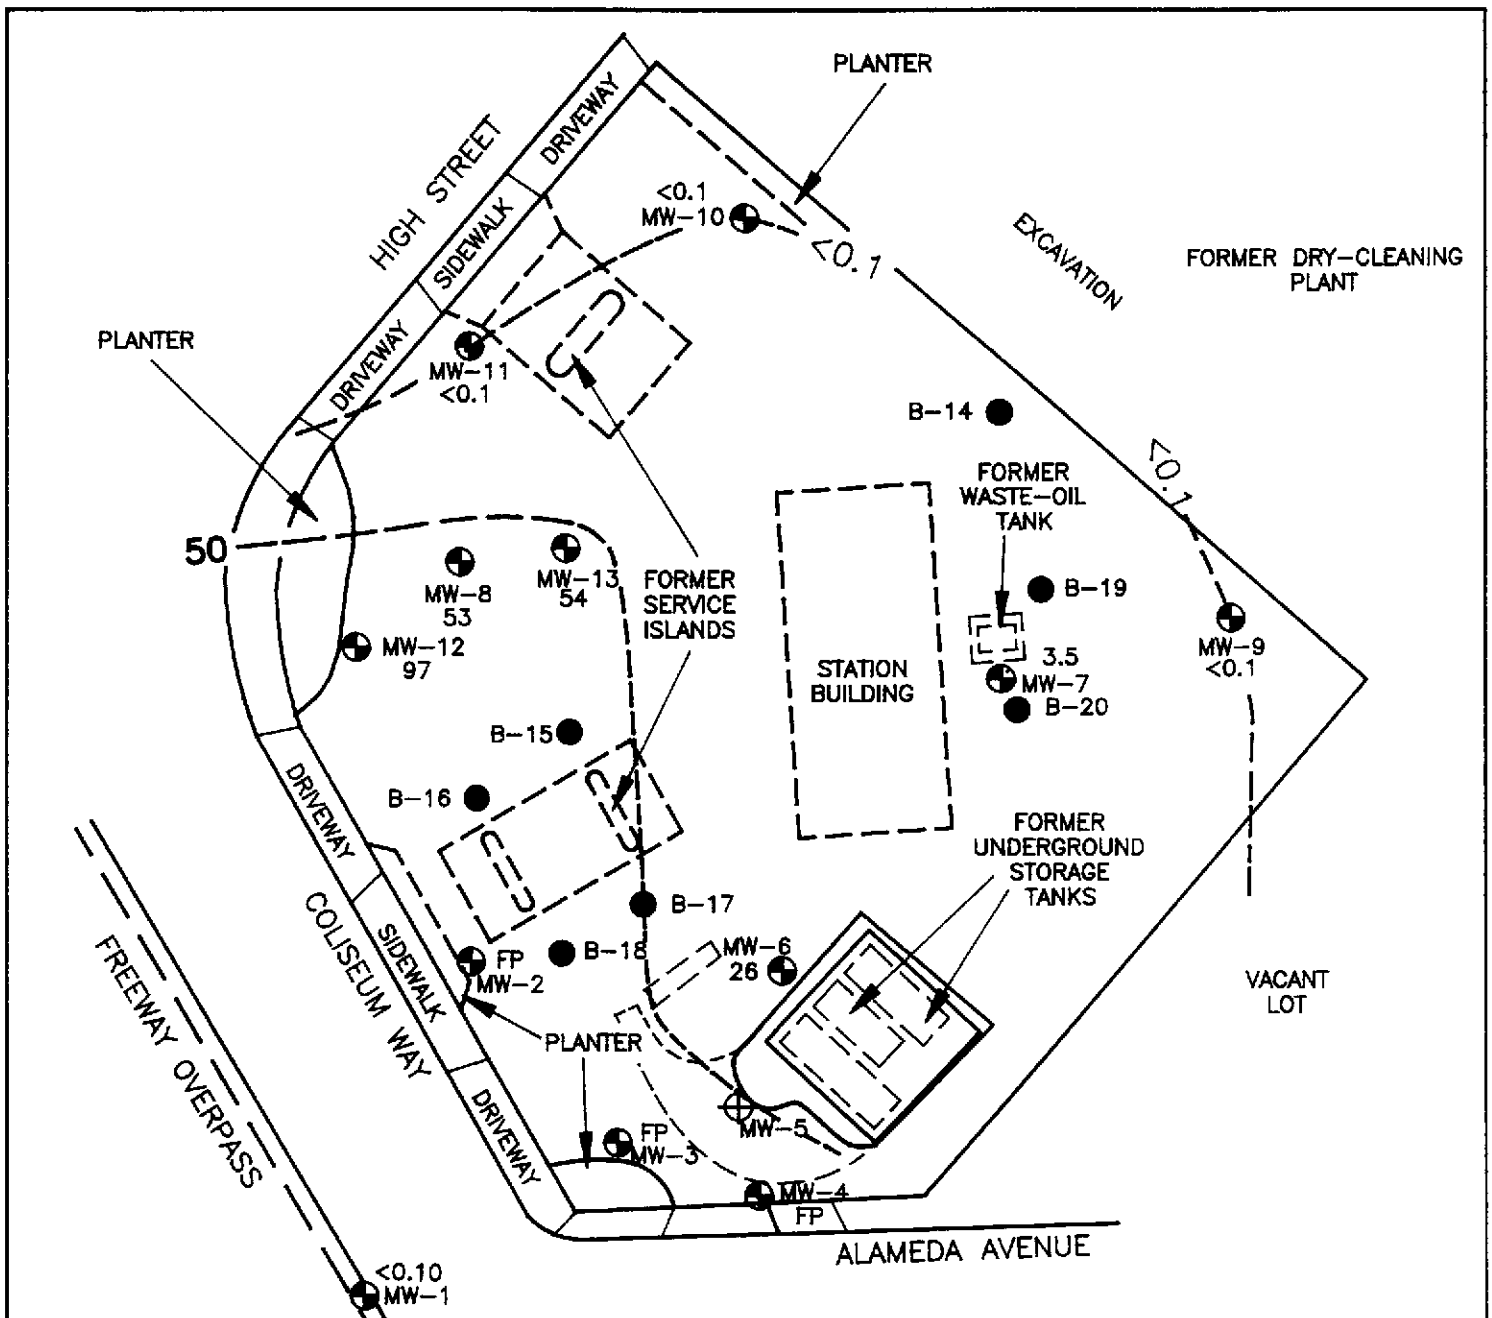 PLANTER
DRIVEWAY
HIGH STREET
SIDEWALK
<0.1
MW-10
<0.1
EXCAVATION
FORMER DRY-CLEANING
PLANT
PLANTER
DRIVEWAY
MW-11
<0.1
B-14
<0.1
FORMER
WASTE-OIL
TANK
50
MW-8
53
MW-13
54
FORMER
SERVICE
ISLANDS
B-19
MW-12
97
STATION
BUILDING
3.5
MW-7
B-20
MW-9
<0.1
B-15
B-16
DRIVEWAY
FORMER
UNDERGROUND
STORAGE
TANKS
COLISEUM WAY
FREEWAY OVERPASS
SIDEWALK
B-17
FP
MW-2
B-18
MW-6
26
VACANT
LOT
PLANTER
DRIVEWAY
MW-5
FP
MW-3
MW-4
FP
ALAMEDA AVENUE
<0.10
MW-1